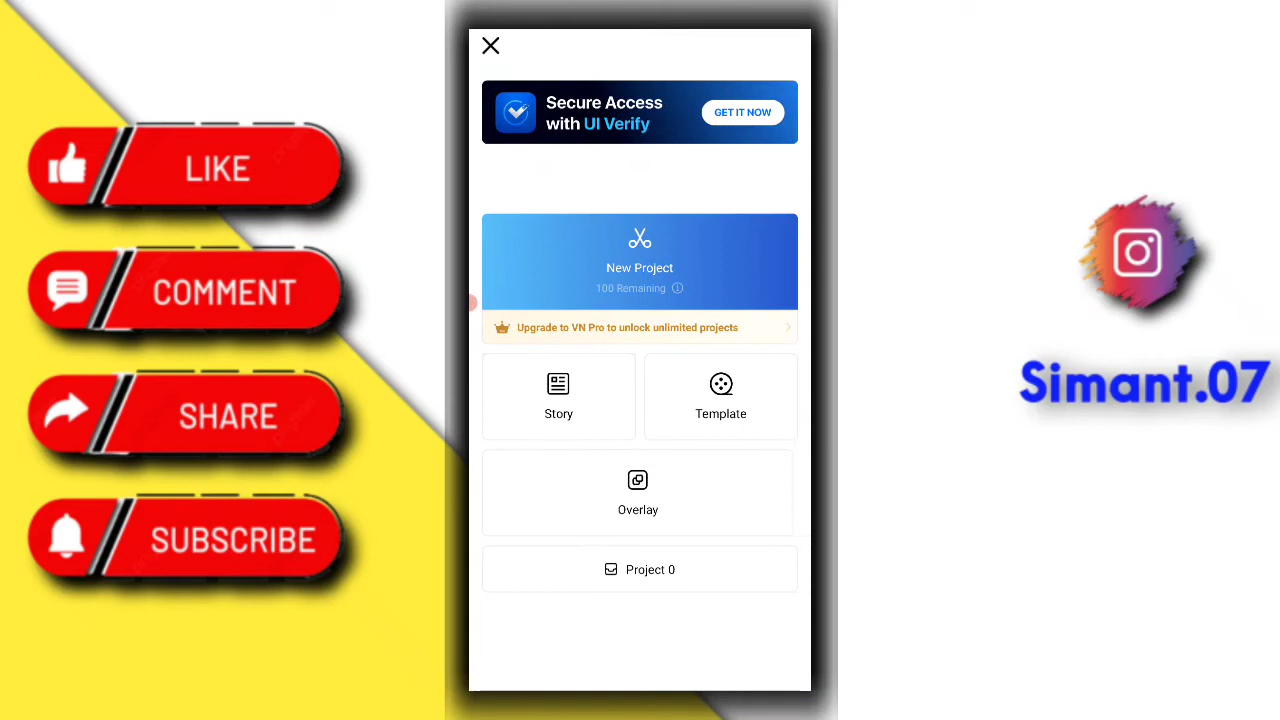 LIKE
COMMENT
SHARE
SUBSCRIBE
Secure Access
with UI Verify
GET IT NOW
New Project
100 Remaining
Upgrade to VN Pro to unlock unlimited projects
Story
Template
Overlay
Project 0
Simant.07